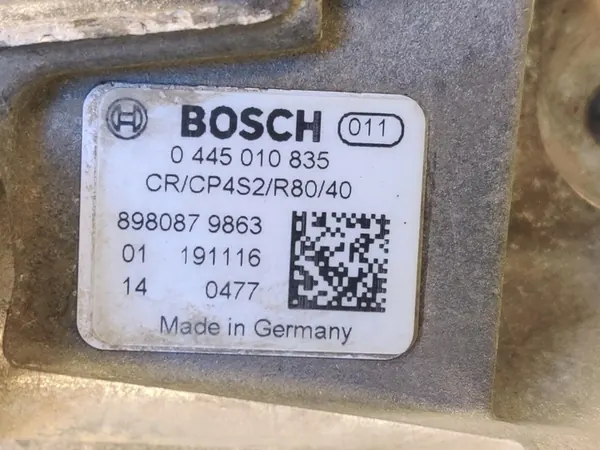 BOSCH 011
0 445 010 835
CR/CP4S2/R80/40
898087 9863
01 191116
14 0477
Made in Germany